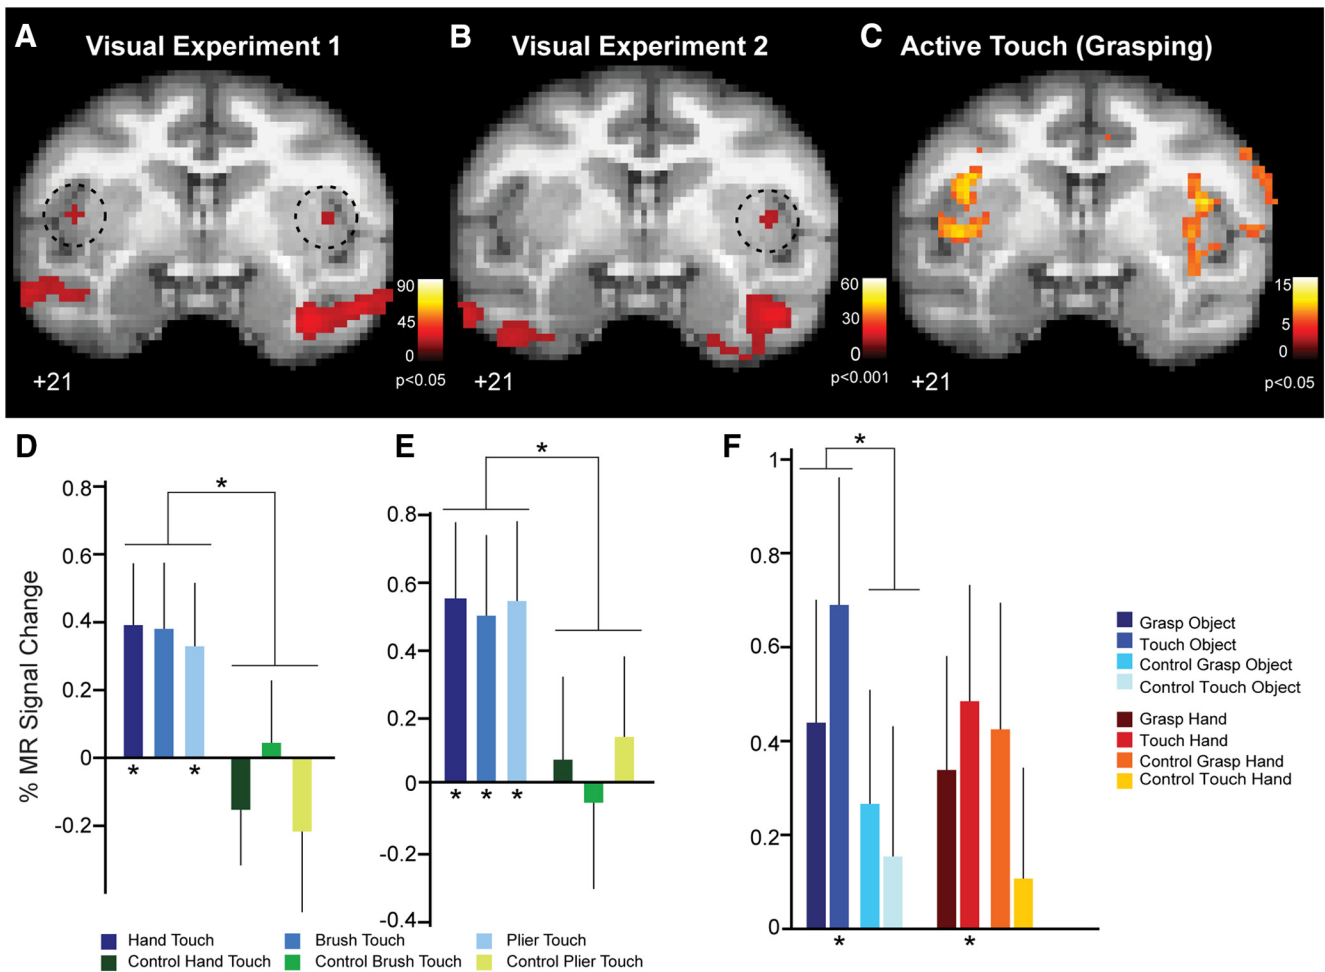 A Visual Experiment 1
B Visual Experiment 2
C Active Touch (Grasping)
90
45
0
p<0.05
+21
60
30
0
p<0.001
+21
15
5
0
p<0.05
+21
D
% MR Signal Change
0.8
0.6
0.4
0.2
0
-0.2
*
* *
E
0.8
0.6
0.4
0.2
0
-0.2
-0.4
*
* * *
Hand Touch Brush Touch Plier Touch
Control Hand Touch Control Brush Touch Control Plier Touch
F
1
0.8
0.6
0.4
0.2
0
*
* *
Grasp Object
Touch Object
Control Grasp Object
Control Touch Object
Grasp Hand
Touch Hand
Control Grasp Hand
Control Touch Hand